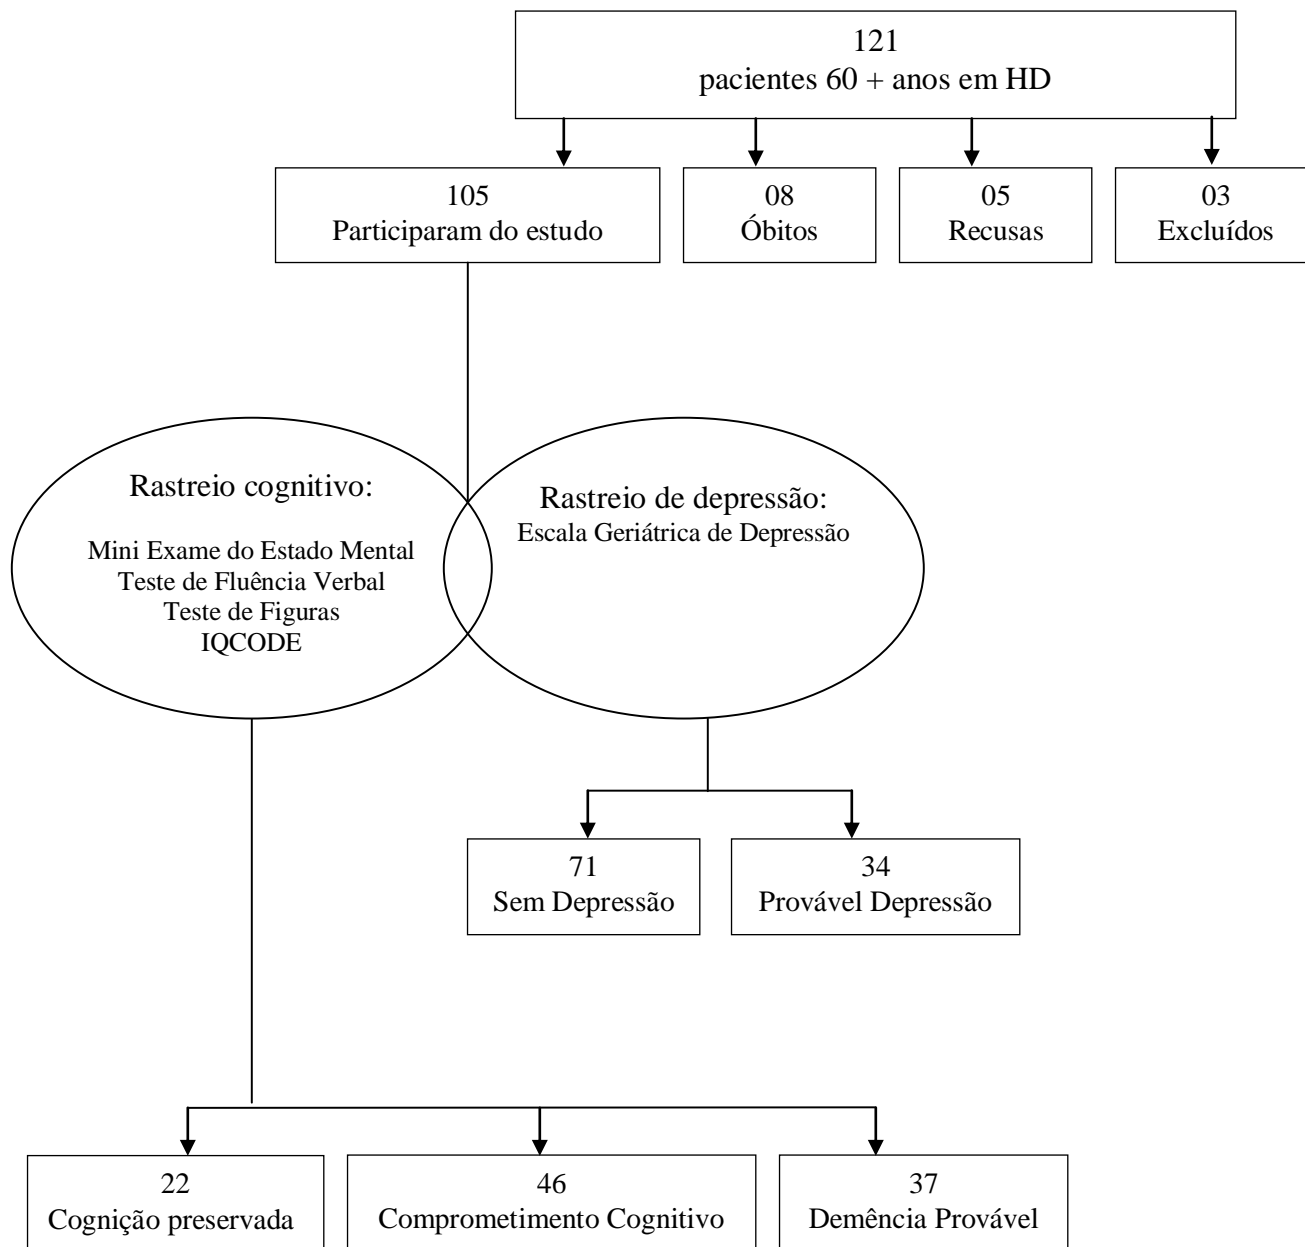 121
pacientes 60 + anos em HD
105
Participaram do estudo
08
Óbitos
05
Recusas
03
Excluídos
Rastreio cognitivo:
Mini Exame do Estado Mental
Teste de Fluência Verbal
Teste de Figuras
IQCODE
Rastreio de depressão:
Escala Geriátrica de Depressão
71
Sem Depressão
34
Provável Depressão
22
Cognição preservada
46
Comprometimento Cognitivo
37
Demência Provável